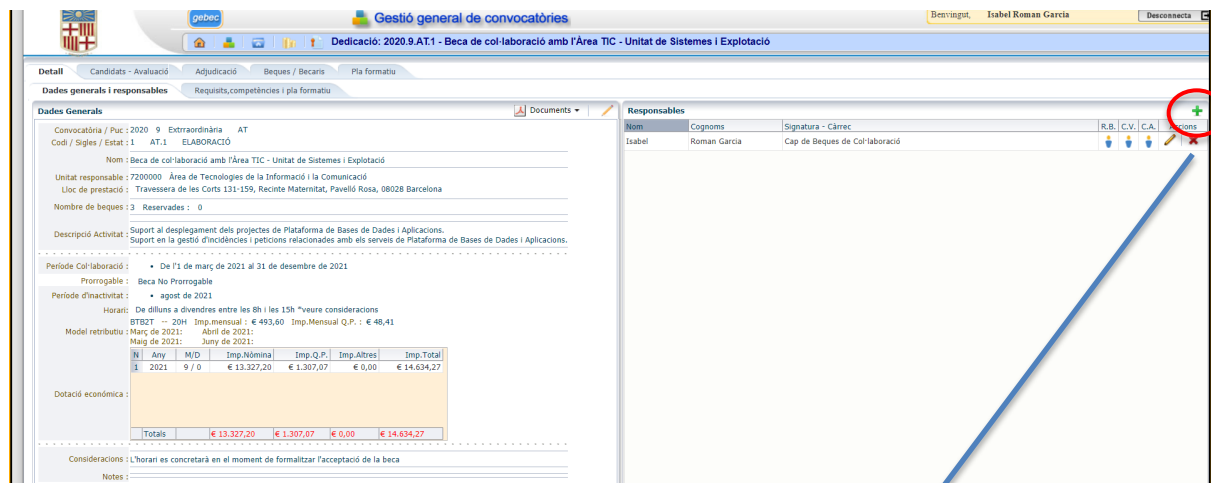 gebec
Gestió general de convocatòries
Benvingut, Isabel Roman Garcia
Desconnecta
Dedicació: 2020.9.AT.1 - Beca de col·laboració amb l'Àrea TIC - Unitat de Sistemes i Explotació
Detall Candidats - Avaluació Adjudicació Beques / Becaris Pla formatiu
Dades generals i responsables Requisits,competències i pla formatiu
Dades Generals Documents
Convocatòria / Puc : 2020 9 Extrraordinària AT
Codi / Sigles / Estat : 1 AT.1 ELABORACIÓ
Nom : Beca de col·laboració amb l'Àrea TIC - Unitat de Sistemes i Explotació
Unitat responsable : 7200000 Àrea de Tecnologies de la Informació i la Comunicació
Lloc de prestació : Travessera de les Corts 131-159, Recinte Maternitat, Pavelló Rosa, 08028 Barcelona
Nombre de beques : 3 Reservades : 0
Descripció Activitat : Suport al desplegament dels projectes de Plataforma de Bases de Dades i Aplicacions.
Suport en la gestió d'incidències i peticions relacionades amb els serveis de Plataforma de Bases de Dades i Aplicacions.
Període Col·laboració : • De l'1 de març de 2021 al 31 de desembre de 2021
Prorrogable : Beca No Prorrogable
Període d'inactivitat : • agost de 2021
Horari: De dilluns a divendres entre les 8h i les 15h *veure consideracions
BTB2T -- 20H Imp.mensual : € 493,60 Imp.Mensual Q.P. : € 48,41
Model retributiu : Març de 2021: Abril de 2021:
Maig de 2021: Juny de 2021:
N Any M/D Imp.Nómina Imp.Q.P. Imp.Altres Imp.Total
1 2021 9 / 0 € 13.327,20 € 1.307,07 € 0,00 € 14.634,27
Dotació económica :
Totals € 13.327,20 € 1.307,07 € 0,00 € 14.634,27
Consideracions : L'horari es concretarà en el moment de formalitzar l'acceptació de la beca
Notes :
Responsables
Nom Cognoms Signatura - Càrrec R.B. C.V. C.A. Accions
Isabel Roman Garcia Cap de Beques de Col·laboració